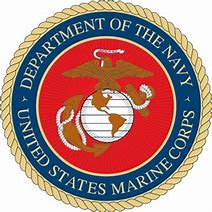 DEPARTMENT OF THE NAVY
UNITED STATES MARINE CORPS